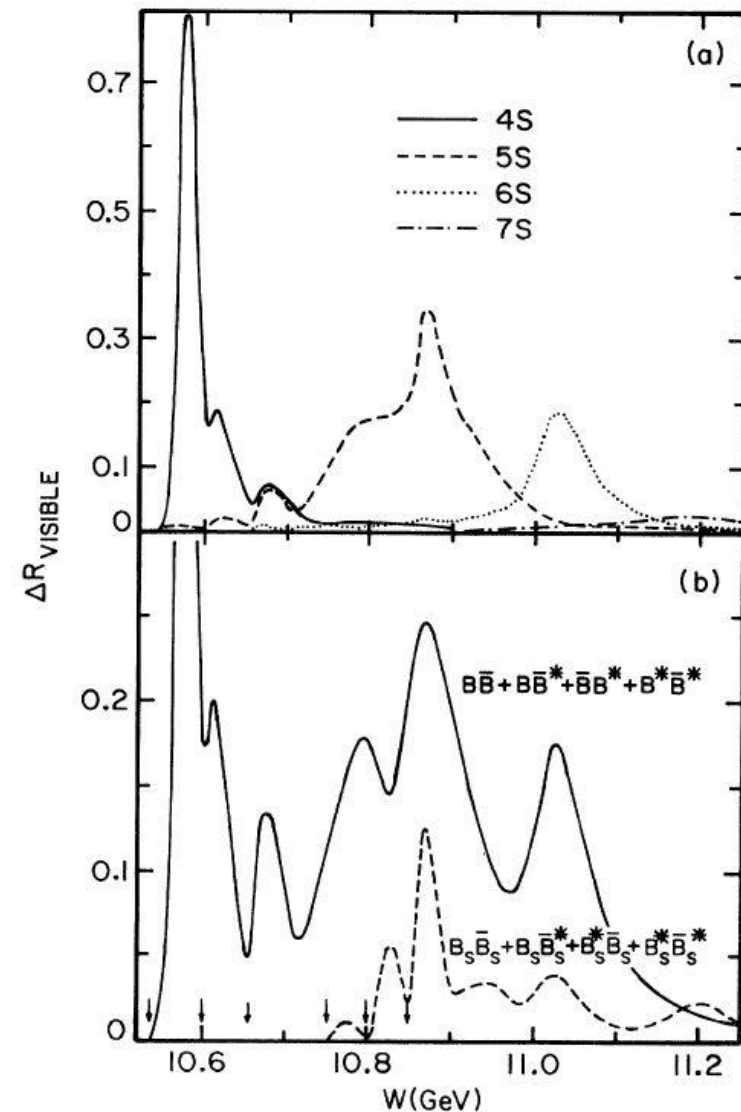 (a)
0.7
4S
5S
6S
7S
0.5
0.3
0.1
0
ΔR_VISIBLE
(b)
BB̄ + BB̄* + B̄B* + B*B̄*
0.2
0.1
B_sB̄_s + B_sB̄_s* + B_s*B̄_s + B_s*B̄_s*
0
10.6 10.8 11.0 11.2
W(GeV)